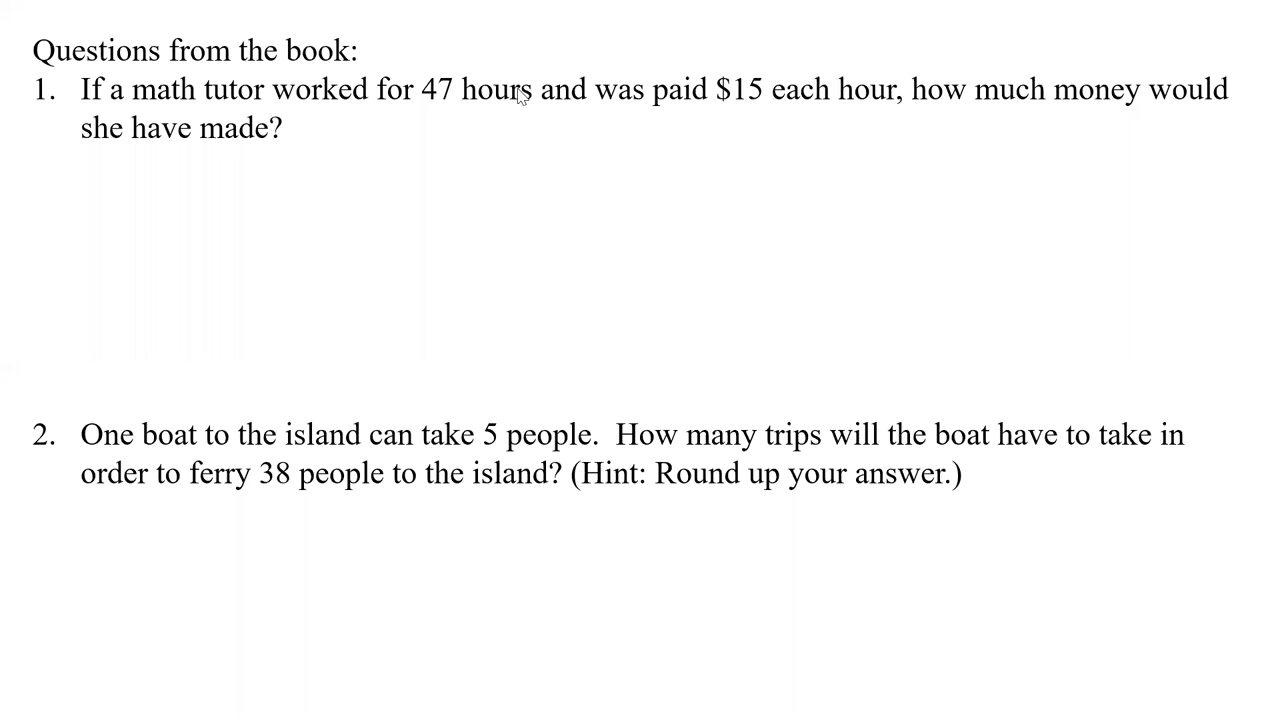 Questions from the book:
1. If a math tutor worked for 47 hours and was paid $15 each hour, how much money would
she have made?
2. One boat to the island can take 5 people.  How many trips will the boat have to take in
order to ferry 38 people to the island? (Hint: Round up your answer.)